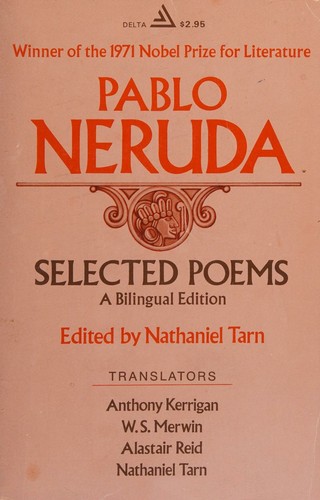 DELTA $2.95
Winner of the 1971 Nobel Prize for Literature
PABLO
NERUDA
SELECTED POEMS
A Bilingual Edition
Edited by Nathaniel Tarn
TRANSLATORS
Anthony Kerrigan
W. S. Merwin
Alastair Reid
Nathaniel Tarn